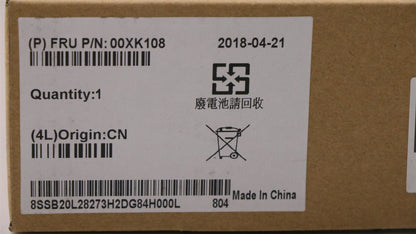 (P) FRU P/N: 00XK108
2018-04-21
Quantity:1
廢電池請回收
(4L)Origin:CN
8SSB20L28273H2DG84H000L
804
Made In China